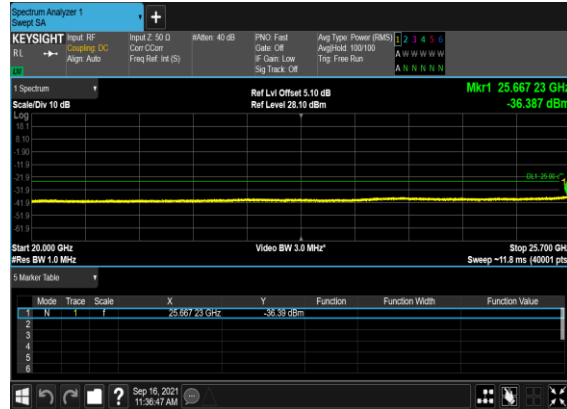 Spectrum Analyzer 1
Swept SA
+
KEYSIGHT Input: RF Input Z: 50 Ω #Atten: 40 dB PNO: Fast Avg Type: Power (RMS) 1 2 3 4 5 6
RL Coupling: DC Corr CCorr Gate: Off Avg|Hold: 100/100 A W W W W W
Align: Auto Freq Ref: Int (S) IF Gain: Low Trig: Free Run
Sig Track: Off A N N N N N
1 Spectrum Ref Lvl Offset 5.10 dB Mkr1 25.667 23 GHz
Scale/Div 10 dB Ref Level 28.10 dBm -36.387 dBm
Log
18.1
8.10
-1.90
-11.9
-21.9
-31.9
-41.9
-51.9
-61.9
Start 20.000 GHz Video BW 3.0 MHz* Stop 25.700 GHz
#Res BW 1.0 MHz Sweep ~11.8 ms (40001 pts)
5 Marker Table
Mode Trace Scale X Y Function Function Width Function Value
1 N 1 f 25.667 23 GHz -36.39 dBm
2
3
4
5
6
? Sep 16, 2021
11:36:47 AM